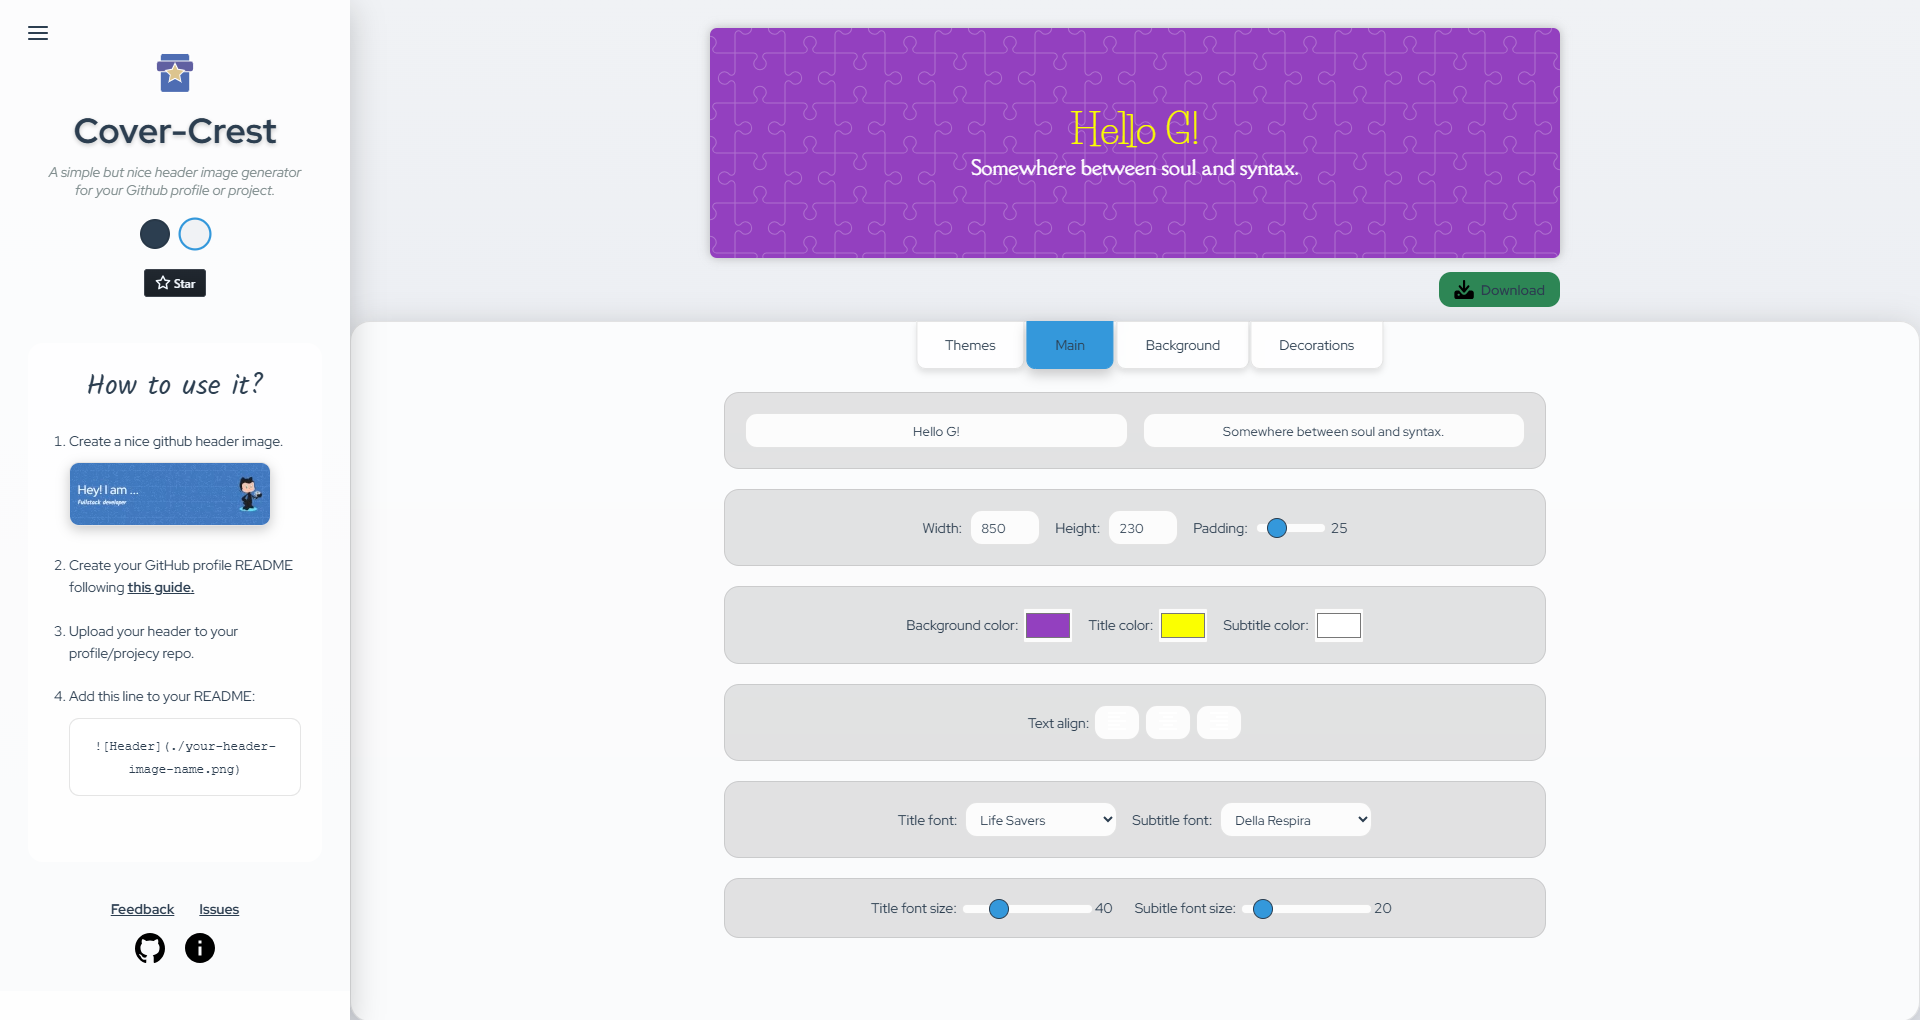 Cover-Crest
A simple but nice header image generator
for your Github profile or project.
Star
How to use it?
1. Create a nice github header image.
Hey! I am ...
Fullstack developer
2. Create your GitHub profile README
following this guide.
3. Upload your header to your
profile/projecy repo.
4. Add this line to your README:
![Header](./your-header-
image-name.png)
Feedback Issues
Hello G!
Somewhere between soul and syntax.
Download
Themes Main Background Decorations
Hello G! Somewhere between soul and syntax.
Width: 850 Height: 230 Padding: 25
Background color: Title color: Subtitle color:
Text align:
Title font: Life Savers Subtitle font: Della Respira
Title font size: 40 Subitle font size: 20